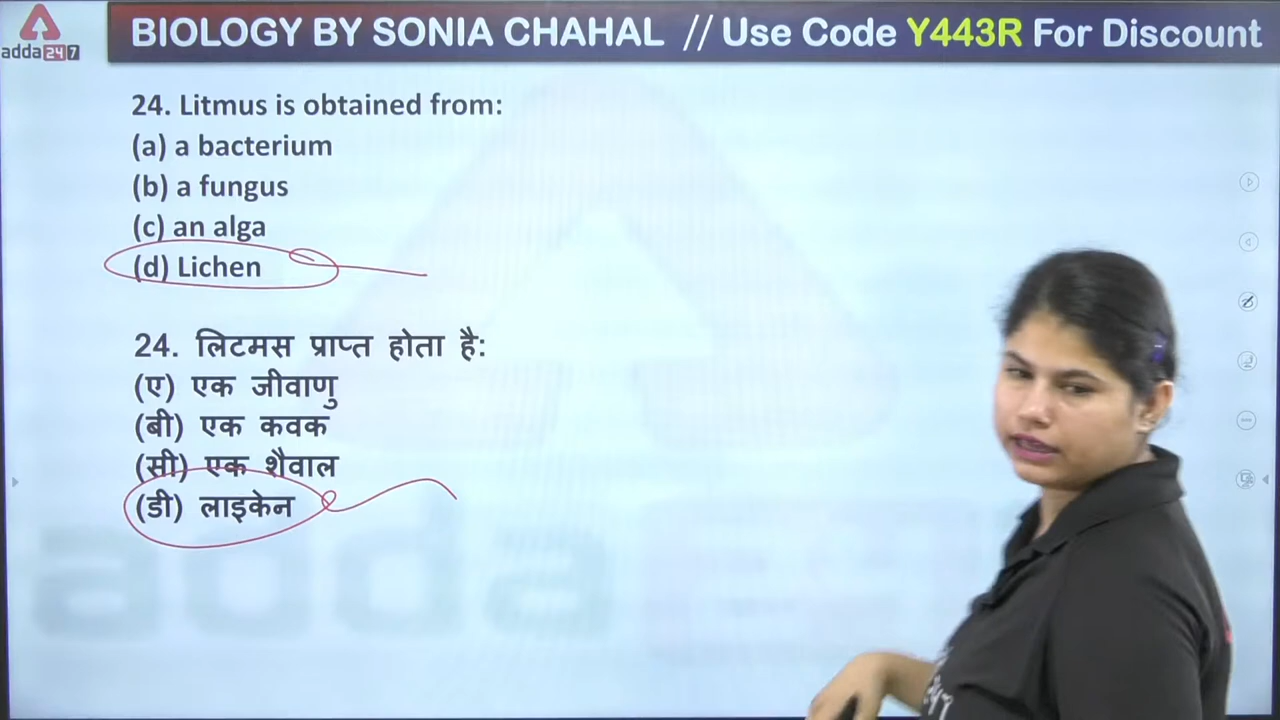 adda247
BIOLOGY BY SONIA CHAHAL // Use Code Y443R For Discount
24. Litmus is obtained from:
(a) a bacterium
(b) a fungus
(c) an alga
(d) Lichen
24. लिटमस प्राप्त होता है:
(ए) एक जीवाणु
(बी) एक कवक
(सी) एक शैवाल
(डी) लाइकेन
adda